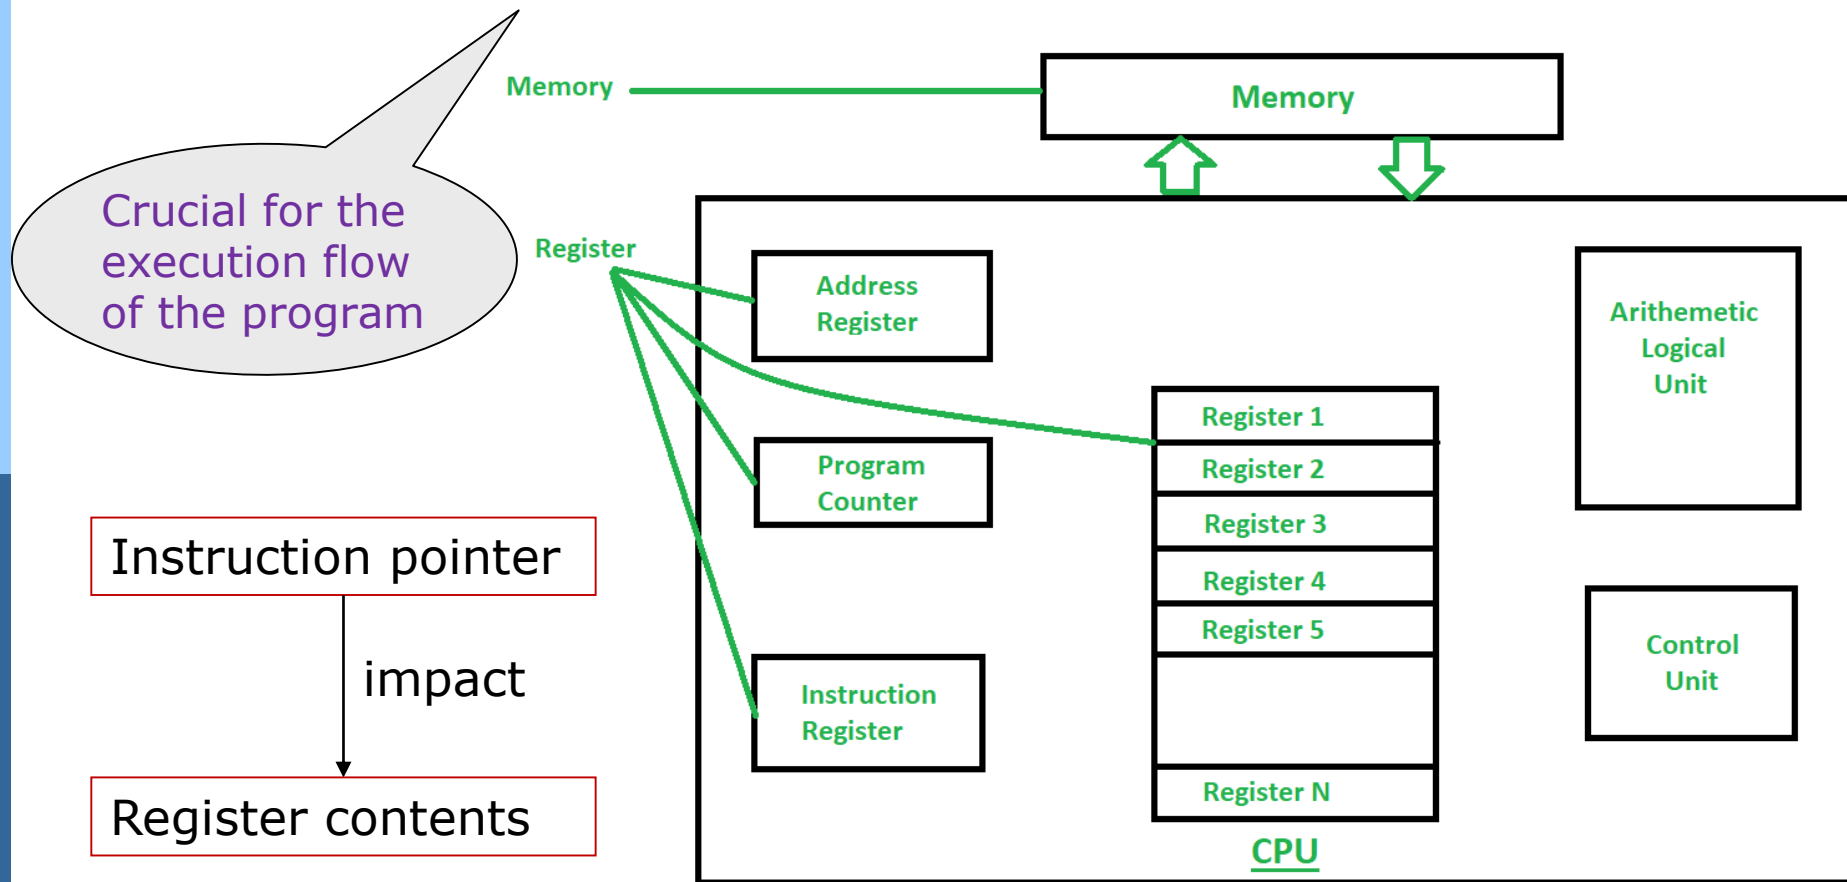 Crucial for the
execution flow
of the program
Instruction pointer
impact
Register contents
Memory
Memory
Register
Address
Register
Program
Counter
Instruction
Register
Register 1
Register 2
Register 3
Register 4
Register 5
Register N
Arithemetic
Logical
Unit
Control
Unit
CPU